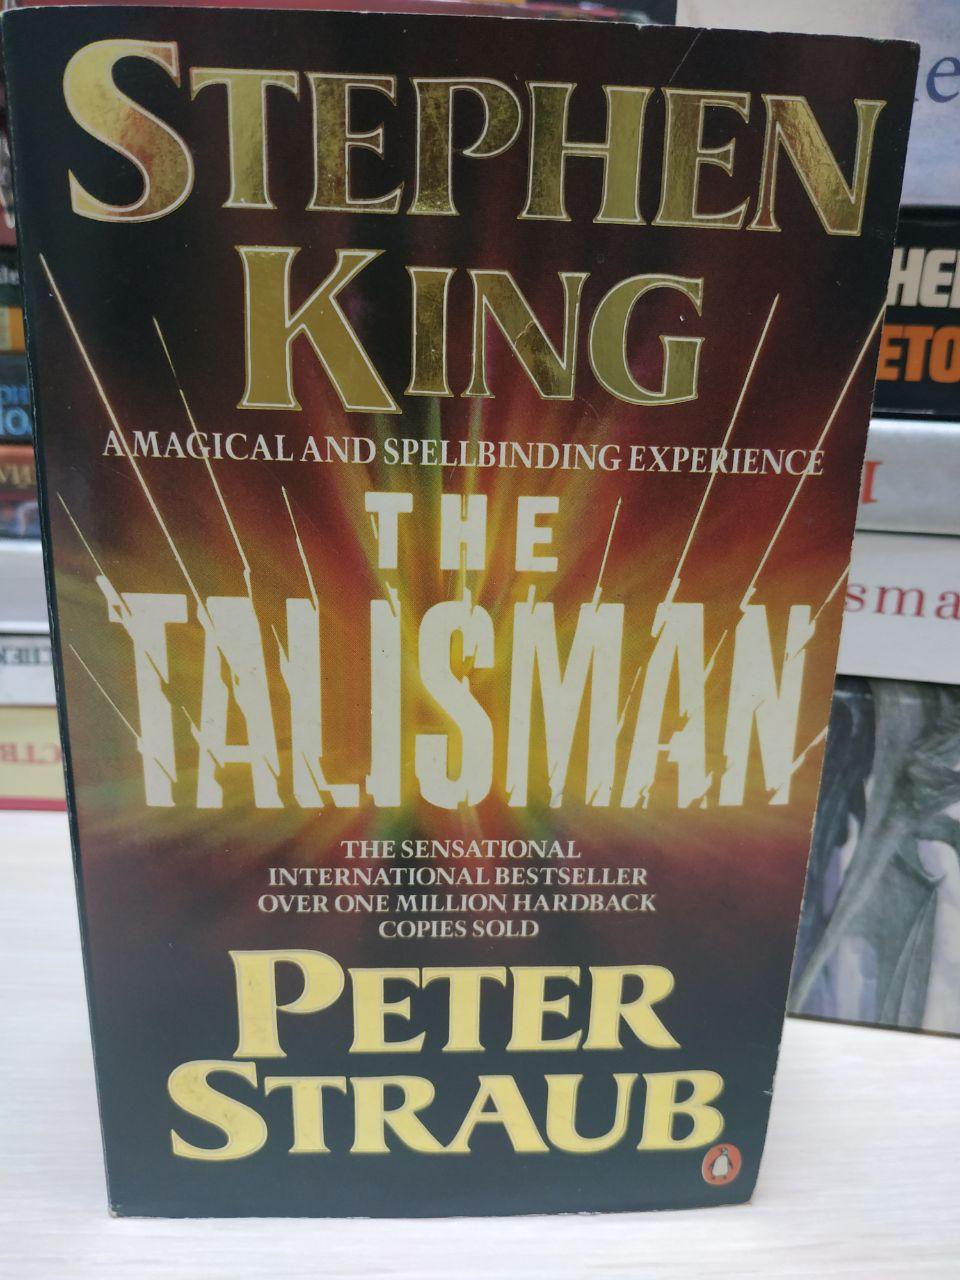 STEPHEN
KING
A MAGICAL AND SPELLBINDING EXPERIENCE
THE
TALISMAN
THE SENSATIONAL
INTERNATIONAL BESTSELLER
OVER ONE MILLION HARDBACK
COPIES SOLD
PETER
STRAUB